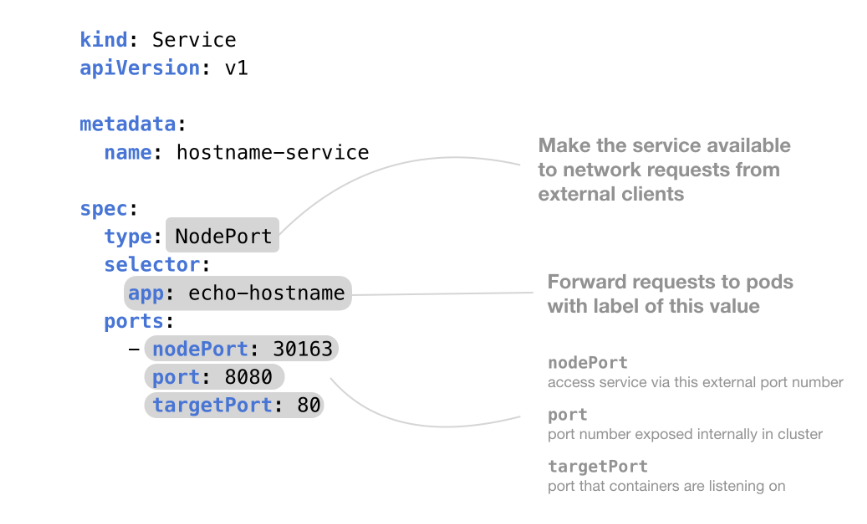 kind: Service
apiVersion: v1
metadata:
name: hostname-service
spec:
type: NodePort
selector:
app: echo-hostname
ports:
– nodePort: 30163
port: 8080
targetPort: 80
Make the service available
to network requests from
external clients
Forward requests to pods
with label of this value
nodePort
access service via this external port number
port
port number exposed internally in cluster
targetPort
port that containers are listening on